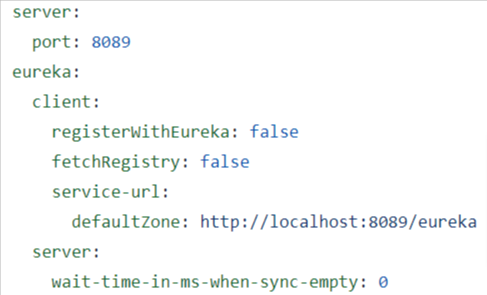 server:
  port: 8089
eureka:
  client:
    registerWithEureka: false
    fetchRegistry: false
    service-url:
      defaultZone: http://localhost:8089/eureka
  server:
    wait-time-in-ms-when-sync-empty: 0